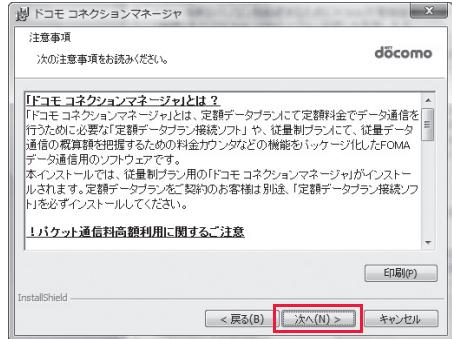 ドコモ コネクションマネージャ
注意事項
次の注意事項をお読みください。
döcomo
「ドコモ コネクションマネージャ」とは？
「ドコモ コネクションマネージャ」とは、定額データプランにて定額料金でデータ通信を
行うために必要な「定額データプラン接続ソフト」 や、従量制プランにて、従量データ
通信の概算額を把握するための料金カウンタなどの機能をパッケージ化したFOMA
データ通信用のソフトウェアです。
本インストールでは、従量制プラン用の「ドコモ コネクションマネージャ」がインストー
ルされます。定額データプランをご契約のお客様は別途、「定額データプラン接続ソフ
ト」を必ずインストールしてください。
！パケット通信料高額利用に関するご注意
印刷(P)
InstallShield
< 戻る(B)
次へ(N) >
キャンセル